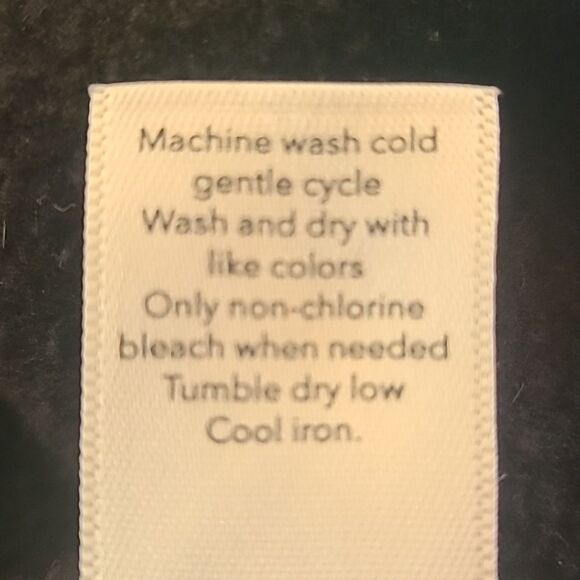 Machine wash cold
gentle cycle
Wash and dry with
like colors
Only non-chlorine
bleach when needed
Tumble dry low
Cool iron.